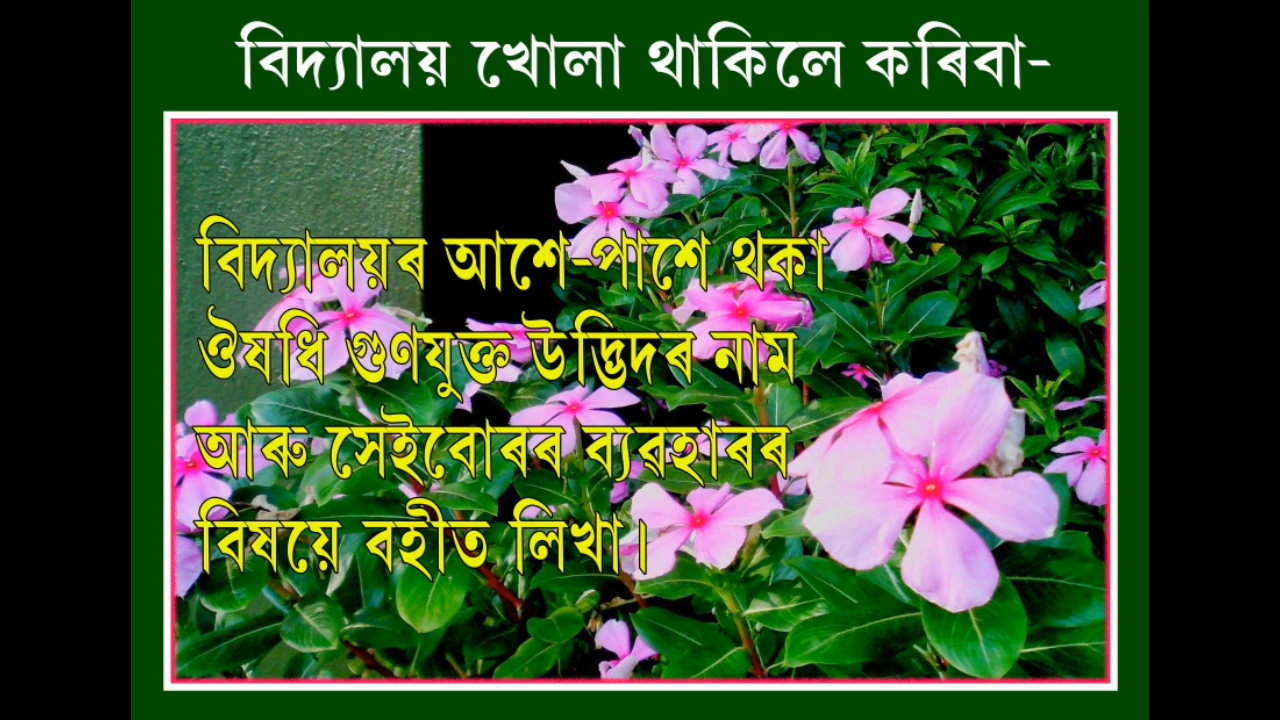 বিদ্যালয় খোলা থাকিলে কৰিবা-
বিদ্যালয়ৰ আশে-পাশে থকা
ঔষধি গুণযুক্ত উদ্ভিদৰ নাম
আৰু সেইবোৰৰ ব্যৱহাৰৰ
বিষয়ে বহীত লিখা।